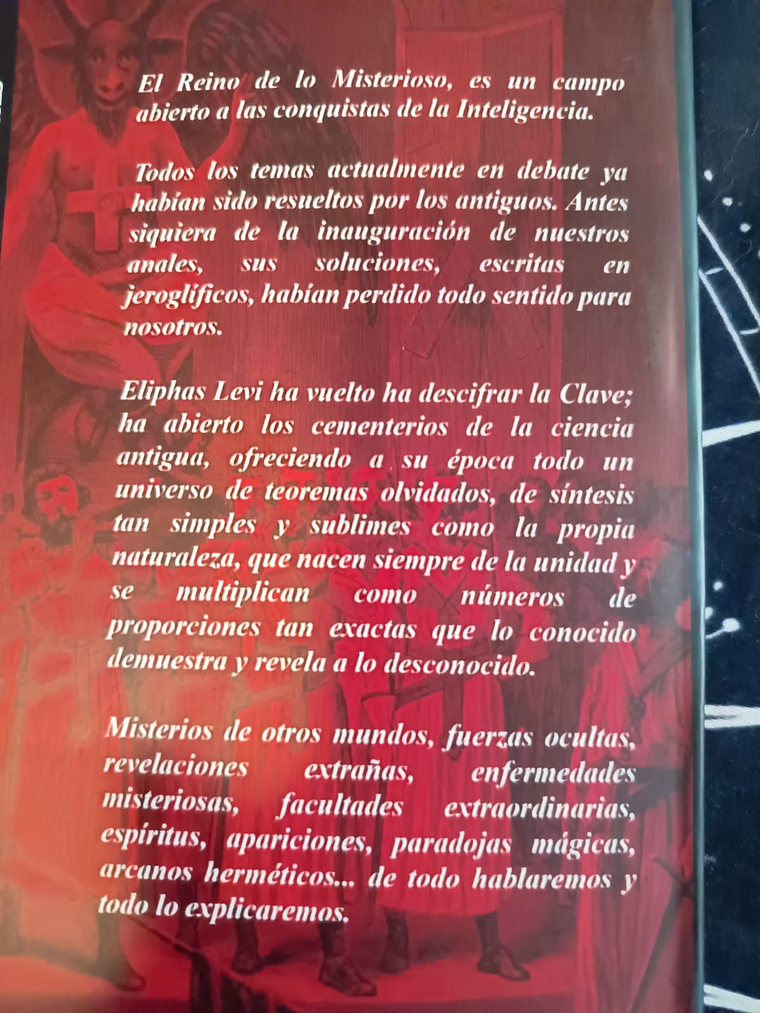 El Reino de lo Misterioso, es un campo
abierto a las conquistas de la Inteligencia.
Todos los temas actualmente en debate ya
habían sido resueltos por los antiguos. Antes
siquiera de la inauguración de nuestros
anales, sus soluciones, escritas en
jeroglíficos, habían perdido todo sentido para
nosotros.
Eliphas Levi ha vuelto ha descifrar la Clave;
ha abierto los cementerios de la ciencia
antigua, ofreciendo a su época todo un
universo de teoremas olvidados, de síntesis
tan simples y sublimes como la propia
naturaleza, que nacen siempre de la unidad y
se multiplican como números de
proporciones tan exactas que lo conocido
demuestra y revela a lo desconocido.
Misterios de otros mundos, fuerzas ocultas,
revelaciones extrañas, enfermedades
misteriosas, facultades extraordinarias,
espíritus, apariciones, paradojas mágicas,
arcanos herméticos... de todo hablaremos y
todo lo explicaremos.